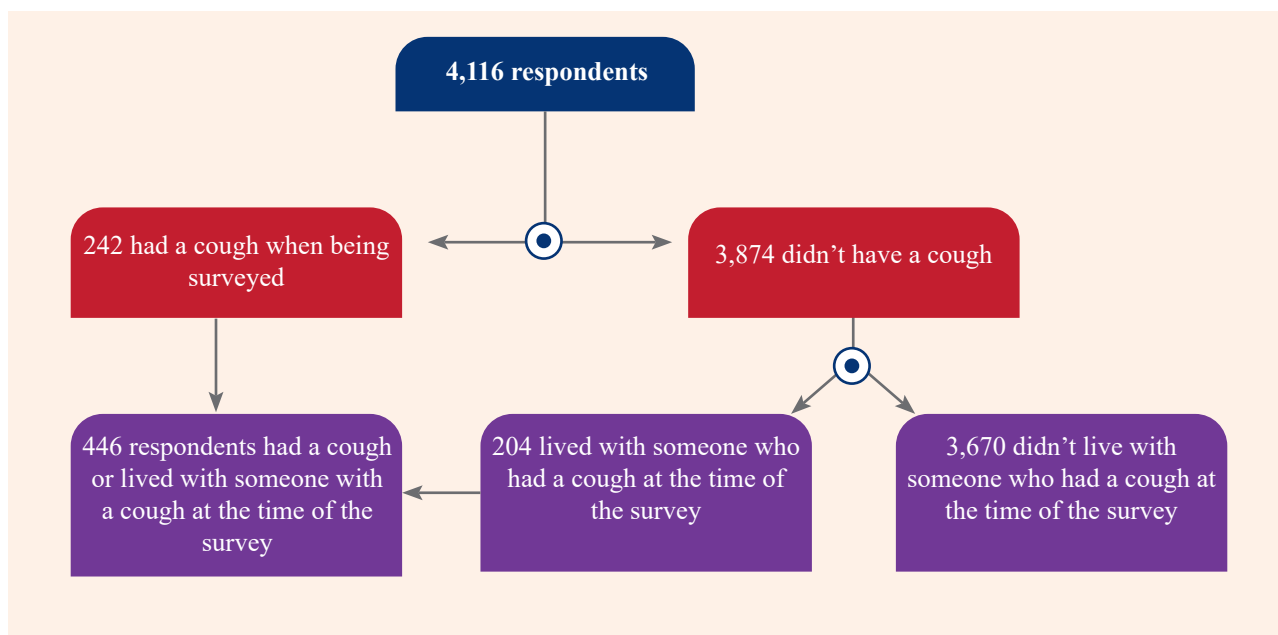 4,116 respondents
242 had a cough when being
surveyed
3,874 didn’t have a cough
446 respondents had a cough
or lived with someone with
a cough at the time of the
survey
204 lived with someone who
had a cough at the time of
the survey
3,670 didn’t live with
someone who had a cough at
the time of the survey